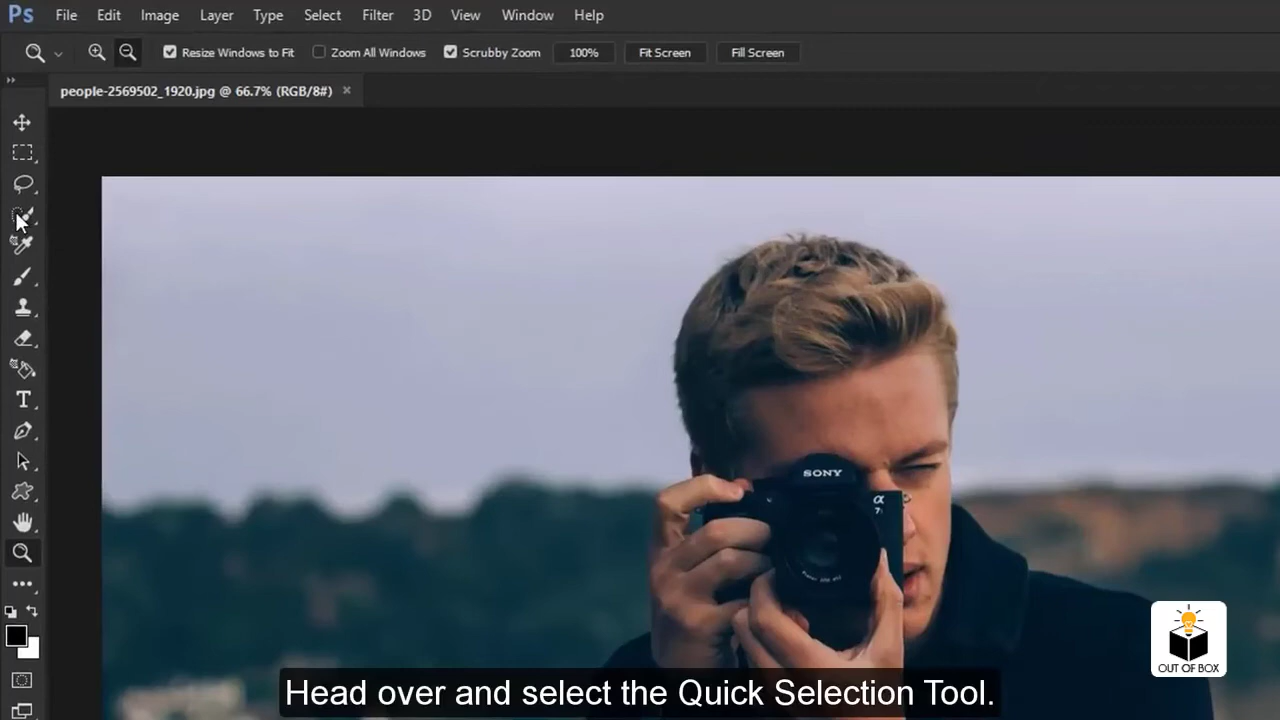 Ps File Edit Image Layer Type Select Filter 3D View Window Help
Resize Windows to Fit Zoom All Windows Scrubby Zoom 100% Fit Screen Fill Screen
people-2569502_1920.jpg @ 66.7% (RGB/8#) ×
T
SONY
α
7
OUT OF BOX
Head over and select the Quick Selection Tool.